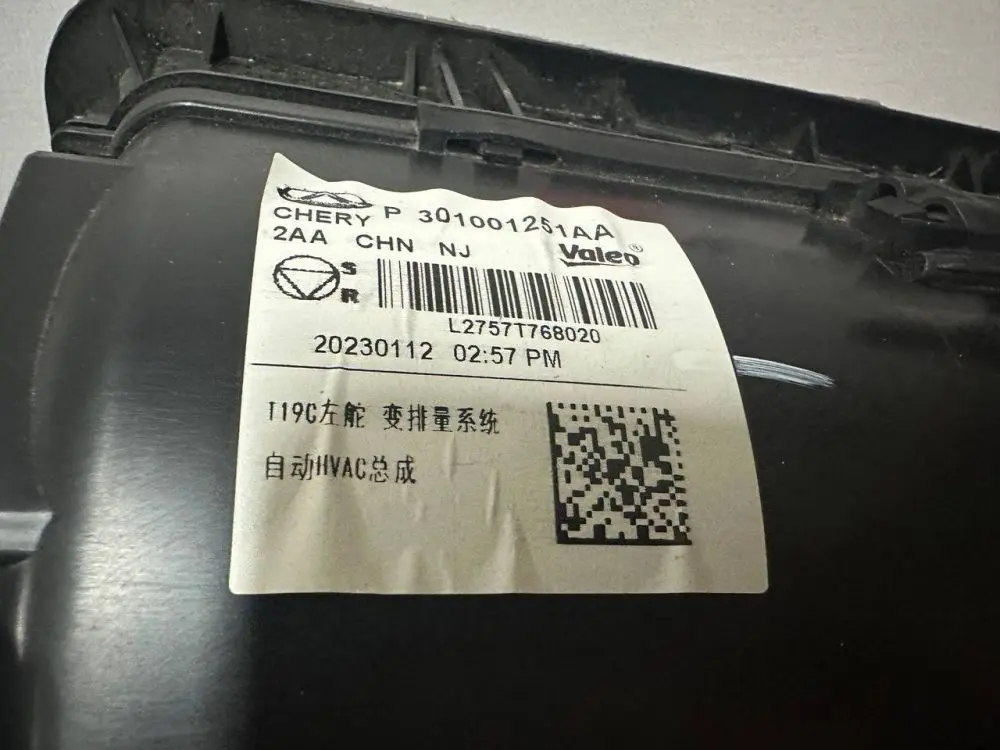 CHERY P 301001251AA
2AA CHN NJ Valeo®
S
R
L2757T768020
20230112 02:57 PM
T19C左舵 变排量系统
自动HVAC总成